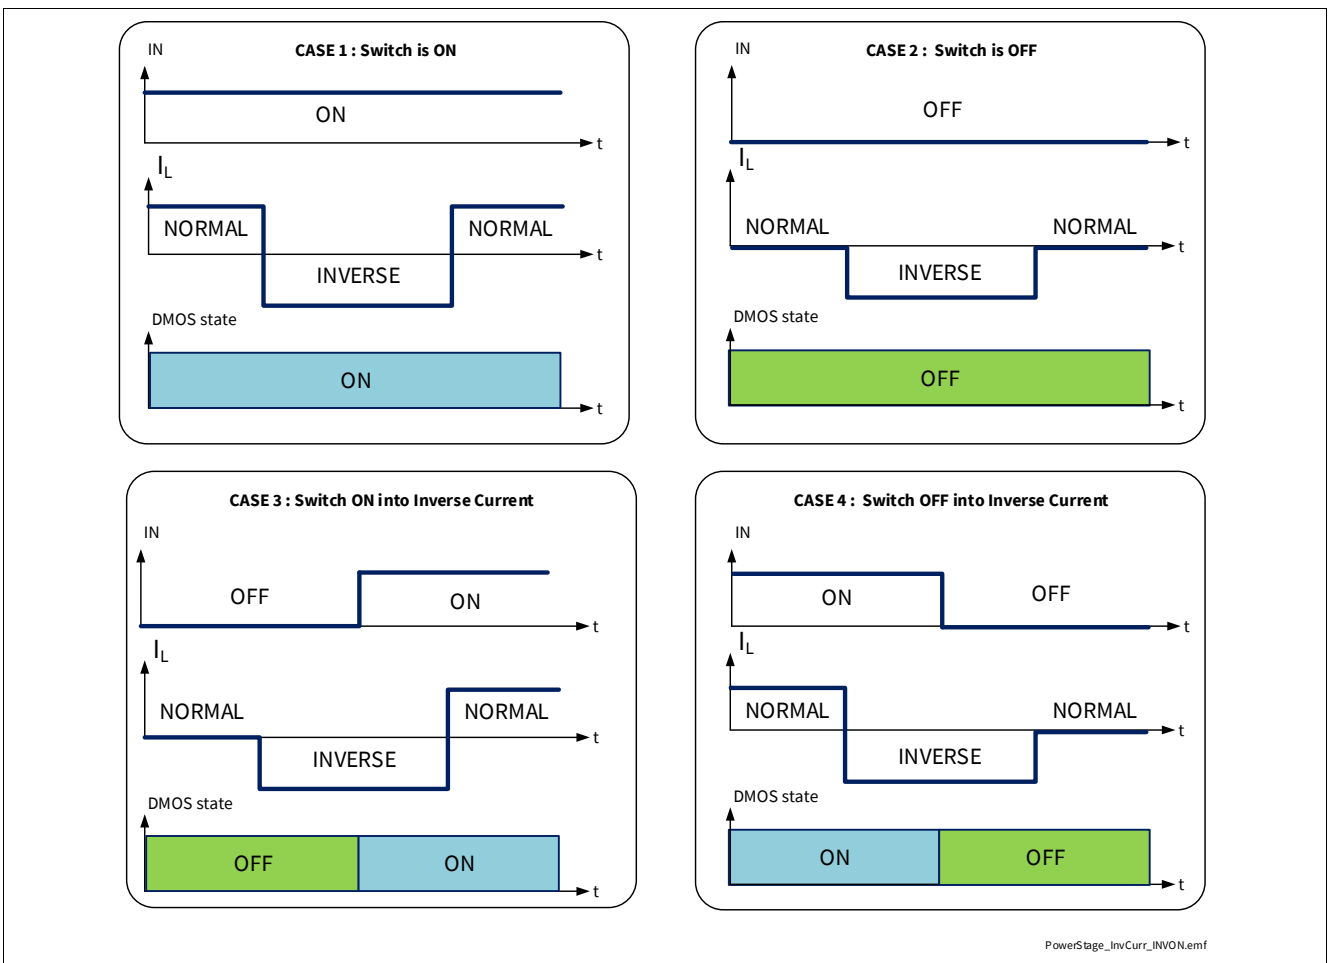 CASE 1 : Switch is ON
IN
ON
t
IL
NORMAL
NORMAL
INVERSE
t
DMOS state
ON
t
CASE 2 : Switch is OFF
IN
OFF
t
IL
NORMAL
NORMAL
INVERSE
t
DMOS state
OFF
t
CASE 3 : Switch ON into Inverse Current
IN
OFF
ON
t
IL
NORMAL
NORMAL
INVERSE
t
DMOS state
OFF
ON
t
CASE 4 : Switch OFF into Inverse Current
IN
ON
OFF
t
IL
NORMAL
NORMAL
INVERSE
t
DMOS state
ON
OFF
t
PowerStage_InvCurr_INVON.emf